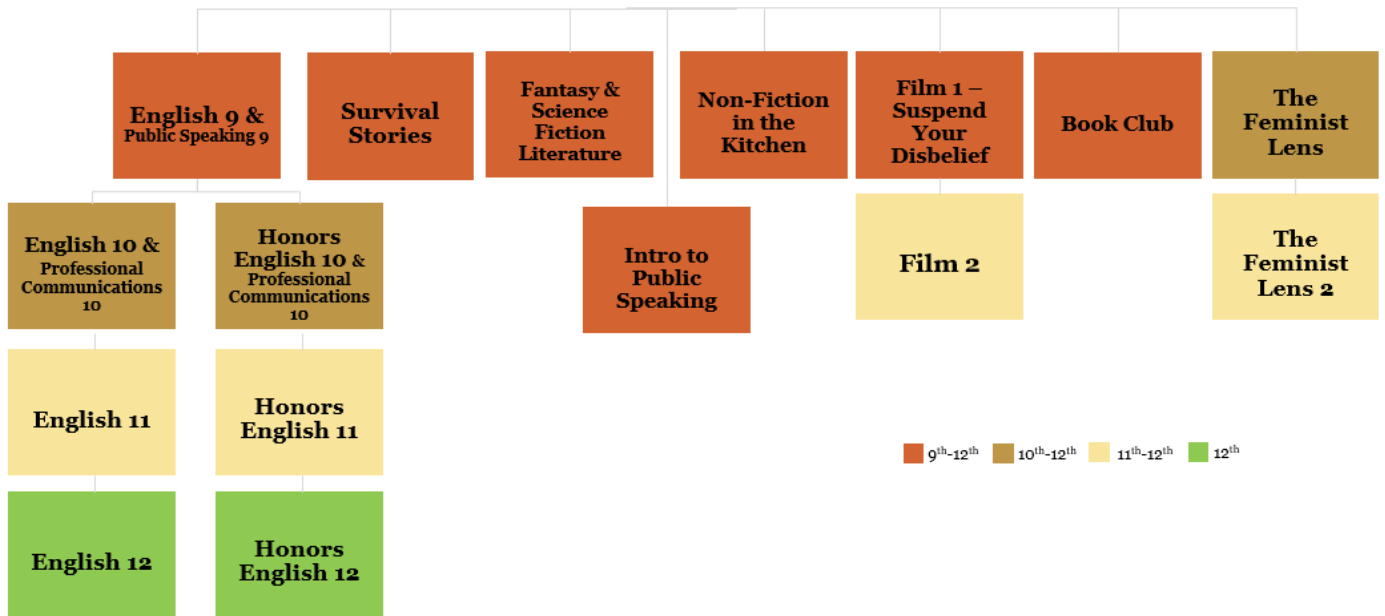 English 9 &
Public Speaking 9
Survival
Stories
Fantasy &
Science
Fiction
Literature
Non-Fiction
in the
Kitchen
Film 1 –
Suspend
Your
Disbelief
Book Club
The
Feminist
Lens
English 10 &
Professional
Communications
10
Honors
English 10 &
Professional
Communications
10
Intro to
Public
Speaking
Film 2
The
Feminist
Lens 2
English 11
Honors
English 11
9th-12th
10th-12th
11th-12th
12th
English 12
Honors
English 12